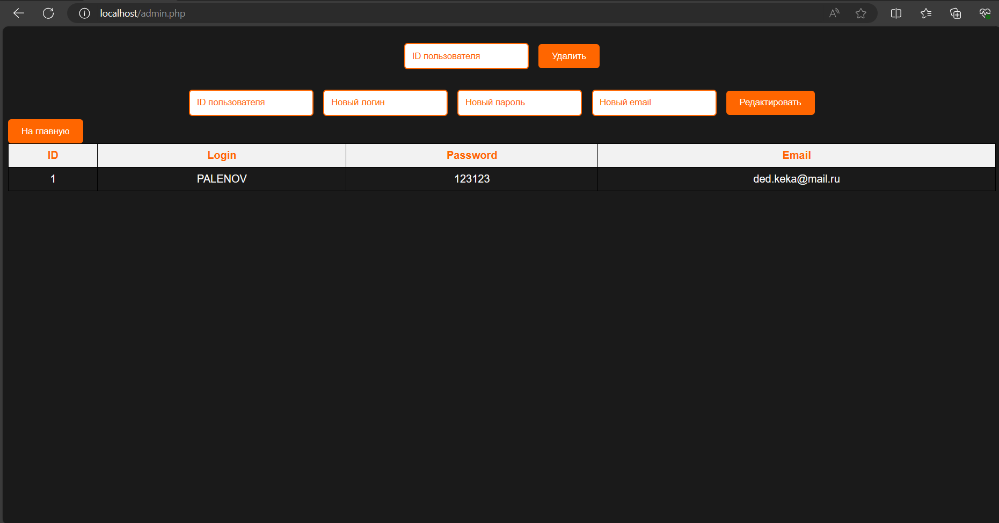 localhost/admin.php
ID пользователя Удалить
ID пользователя Новый логин Новый пароль Новый email Редактировать
На главную
ID Login Password Email
1 PALENOV 123123 ded.keka@mail.ru